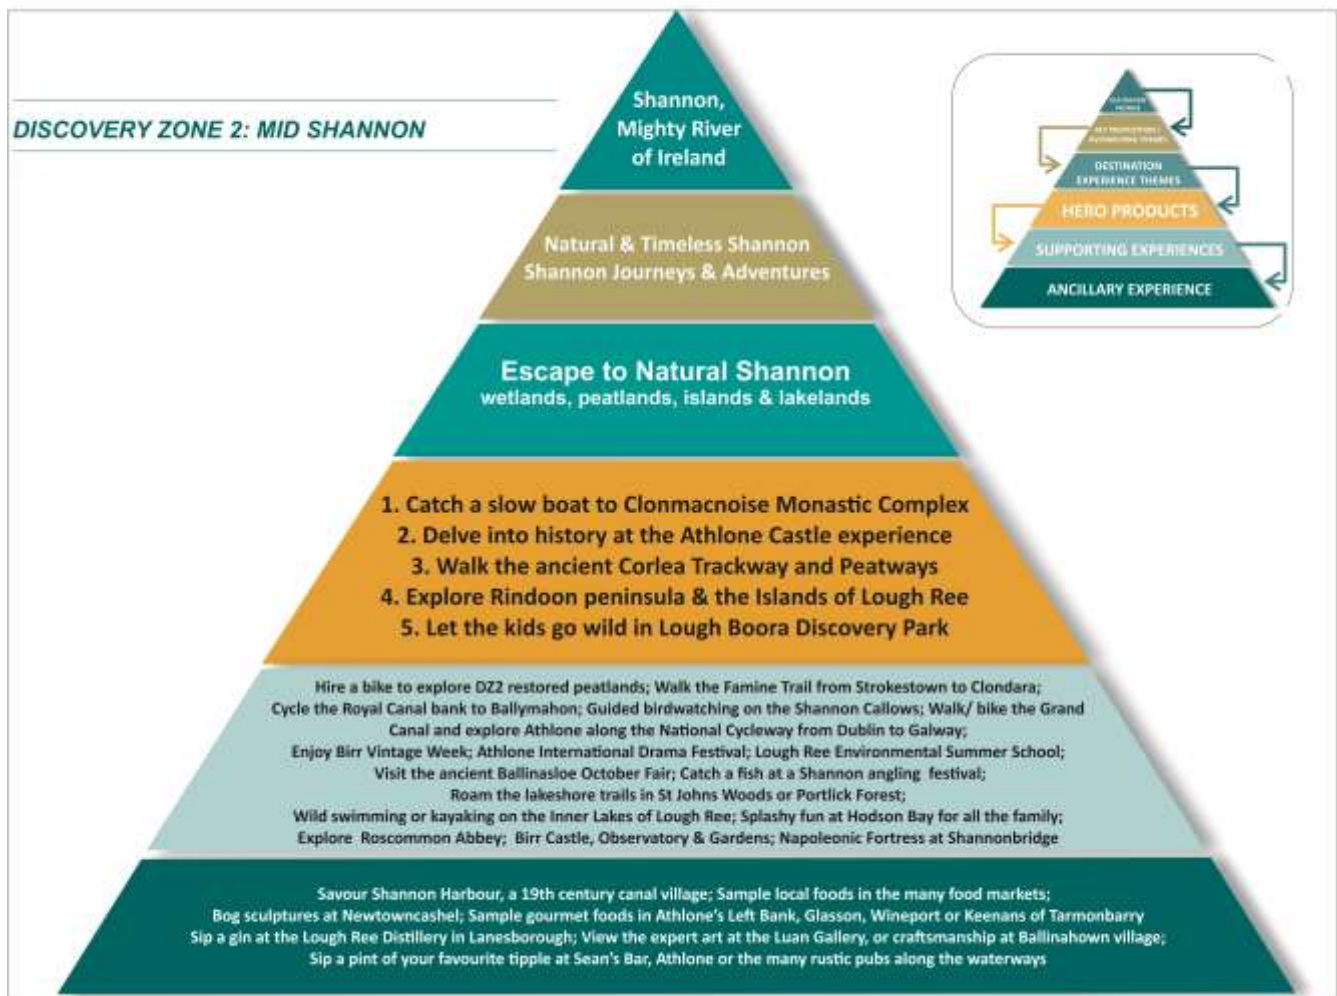 DISCOVERY ZONE 2: MID SHANNON
Shannon,
Mighty River
of Ireland
Natural & Timeless Shannon
Shannon Journeys & Adventures
Escape to Natural Shannon
wetlands, peatlands, islands & lakelands
1. Catch a slow boat to Clonmacnoise Monastic Complex
2. Delve into history at the Athlone Castle experience
3. Walk the ancient Corlea Trackway and Peatways
4. Explore Rindoon peninsula & the Islands of Lough Ree
5. Let the kids go wild in Lough Boora Discovery Park
Hire a bike to explore DZ2 restored peatlands; Walk the Famine Trail from Strokestown to Clondara;
Cycle the Royal Canal bank to Ballymahon; Guided birdwatching on the Shannon Callows; Walk/ bike the Grand
Canal and explore Athlone along the National Cycleway from Dublin to Galway;
Enjoy Birr Vintage Week; Athlone International Drama Festival; Lough Ree Environmental Summer School;
Visit the ancient Ballinasloe October Fair; Catch a fish at a Shannon angling festival;
Roam the lakeshore trails in St Johns Woods or Portlick Forest;
Wild swimming or kayaking on the Inner Lakes of Lough Ree; Splashy fun at Hodson Bay for all the family;
Explore Roscommon Abbey; Birr Castle, Observatory & Gardens; Napoleonic Fortress at Shannonbridge
Savour Shannon Harbour, a 19th century canal village; Sample local foods in the many food markets;
Bog sculptures at Newtowncashel; Sample gourmet foods in Athlone's Left Bank, Glasson, Wineport or Keenans of Tarmonbarry
Sip a gin at the Lough Ree Distillery in Lanesborough; View the expert art at the Luan Gallery, or craftsmanship at Ballinahown village;
Sip a pint of your favourite tipple at Sean's Bar, Athlone or the many rustic pubs along the waterways
DESTINATION
EXPERIENCE THEMES
HERO PRODUCTS
SUPPORTING EXPERIENCES
ANCILLARY EXPERIENCE